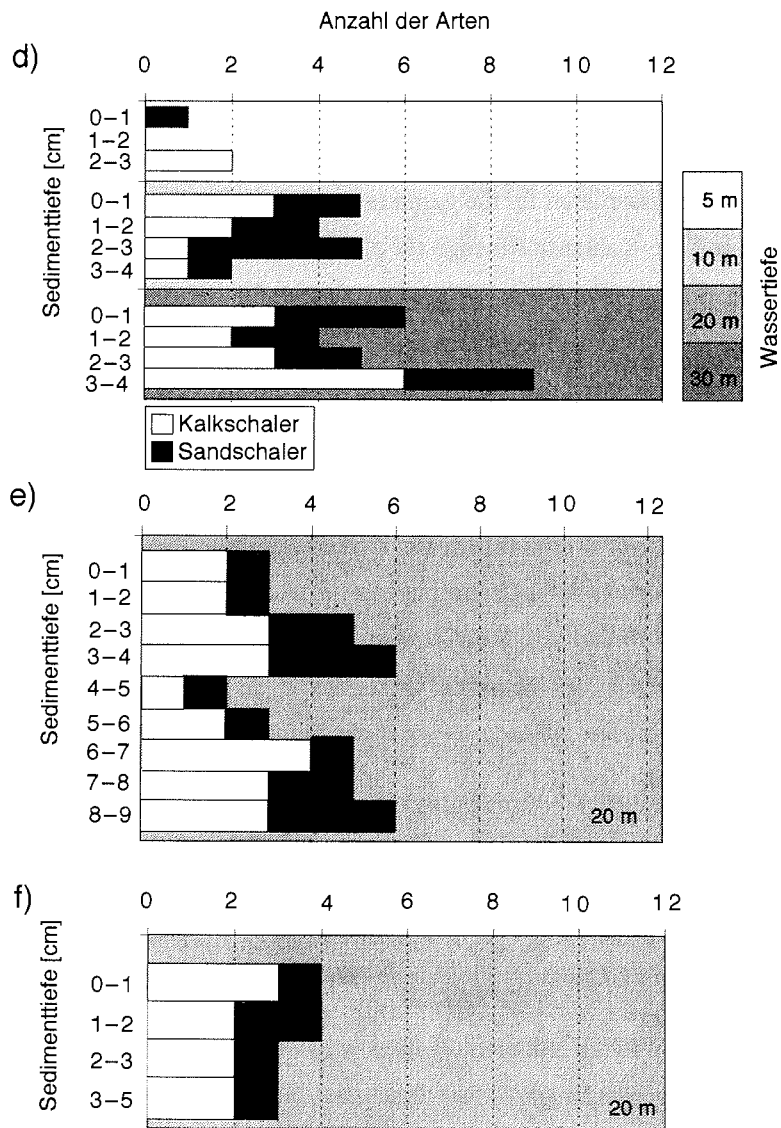 Anzahl der Arten
d)
0 2 4 6 8 10 12
Sedimenttiefe [cm]
0–1
1–2
2–3
0–1
1–2
2–3
3–4
0–1
1–2
2–3
3–4
5 m
10 m
20 m
30 m
Wassertiefe
Kalkschaler
Sandschaler
e)
0 2 4 6 8 10 12
Sedimenttiefe [cm]
0–1
1–2
2–3
3–4
4–5
5–6
6–7
7–8
8–9
20 m
f)
0 2 4 6 8 10 12
Sedimenttiefe [cm]
0–1
1–2
2–3
3–5
20 m